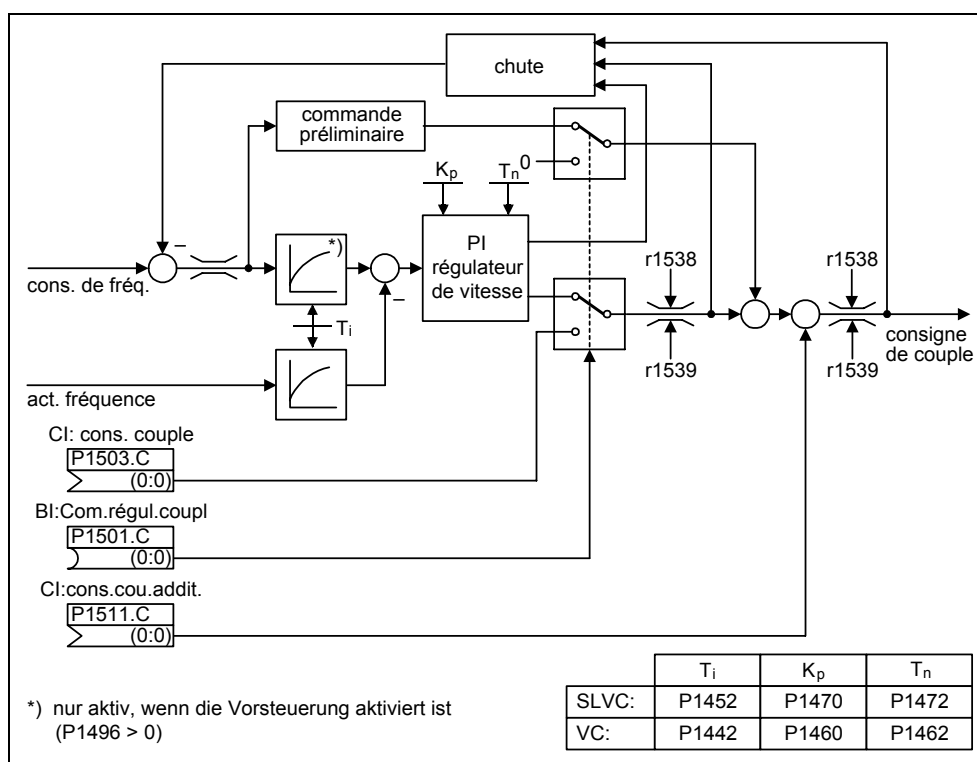 chute
commande
préliminaire
Kp
Tn
0
*)
PI
régulateur
de vitesse
r1538
r1538
cons. de fréq.
Ti
r1539
r1539
consigne
de couple
act. fréquence
CI: cons. couple
P1503.C
(0:0)
BI:Com.régul.coupl
P1501.C
(0:0)
CI:cons.cou.addit.
P1511.C
(0:0)
Ti Kp Tn
SLVC: P1452 P1470 P1472
VC: P1442 P1460 P1462
*) nur aktiv, wenn die Vorsteuerung aktiviert ist
(P1496 > 0)